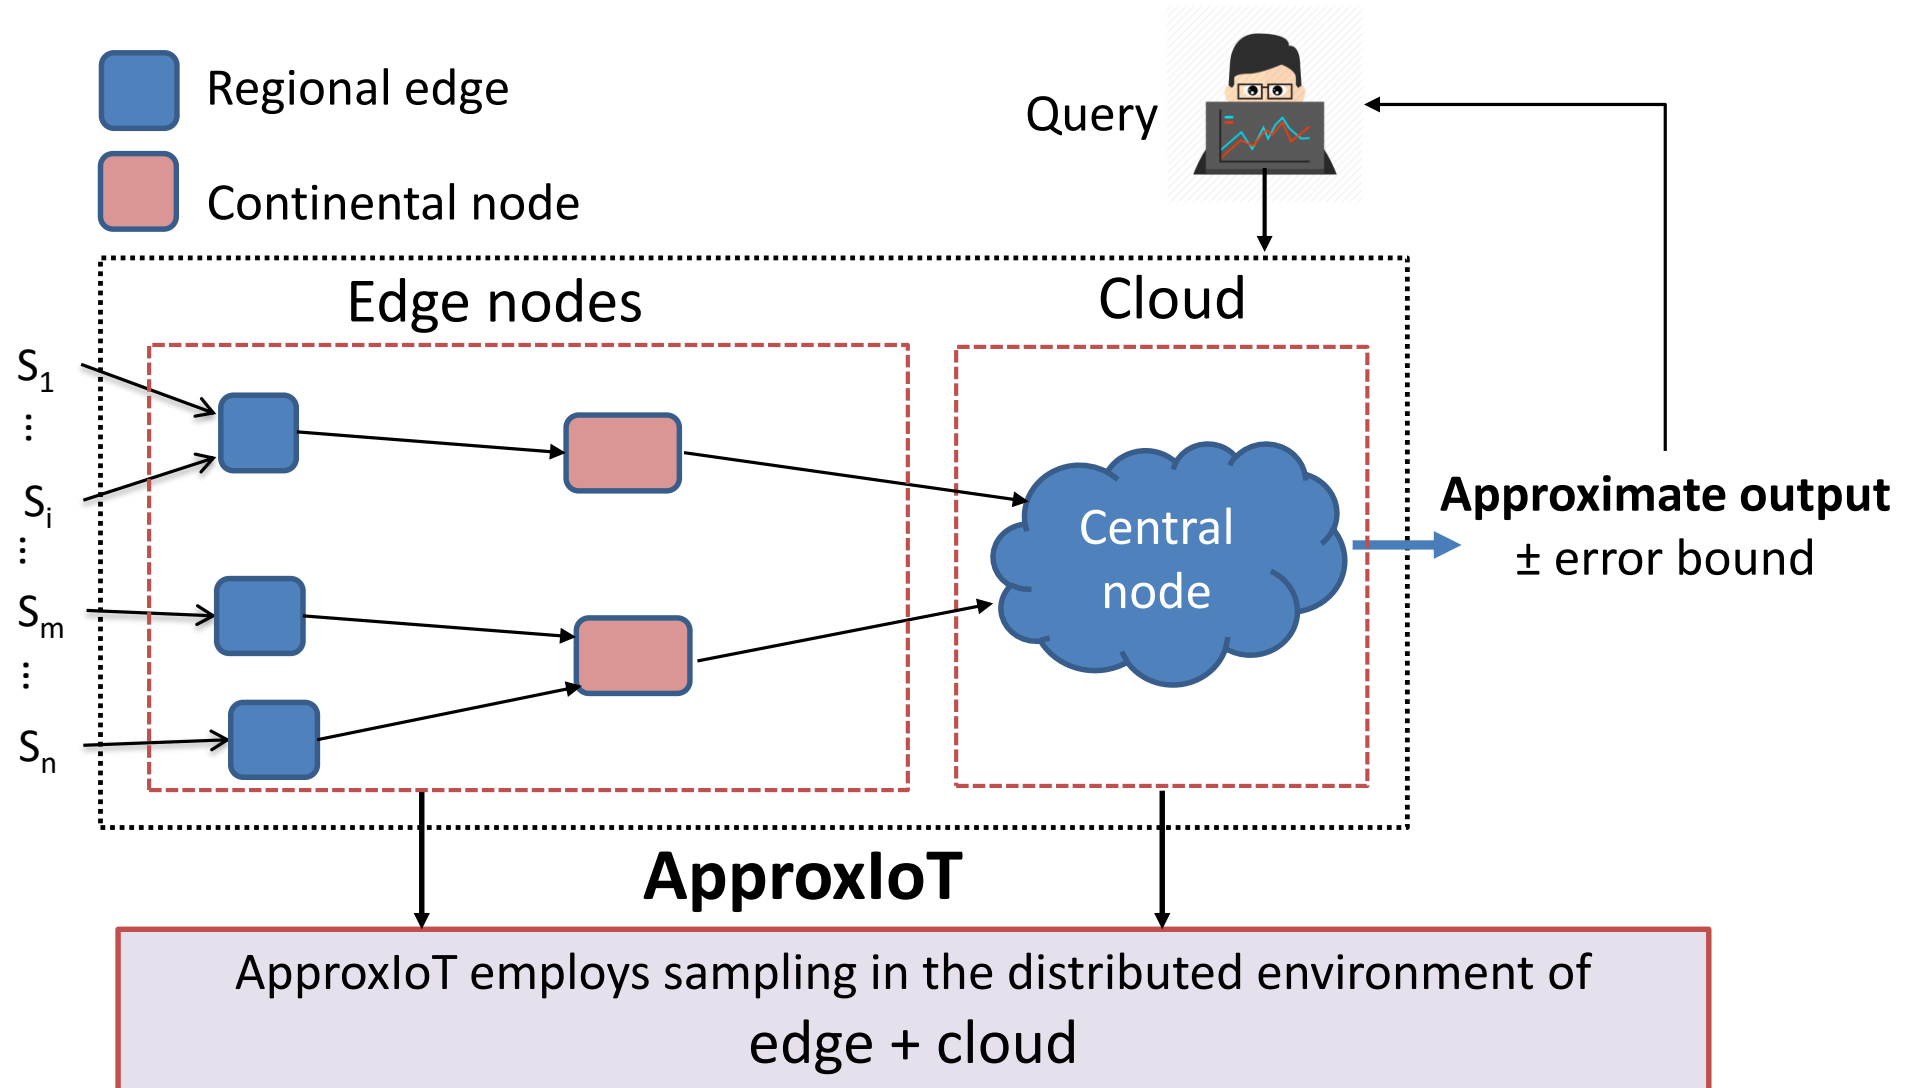 Regional edge
Continental node
Query
Edge nodes
Cloud
S1
⋮
Si
⋮
Sm
⋮
Sn
Central
node
Approximate output
± error bound
ApproxIoT
ApproxIoT employs sampling in the distributed environment of
edge + cloud